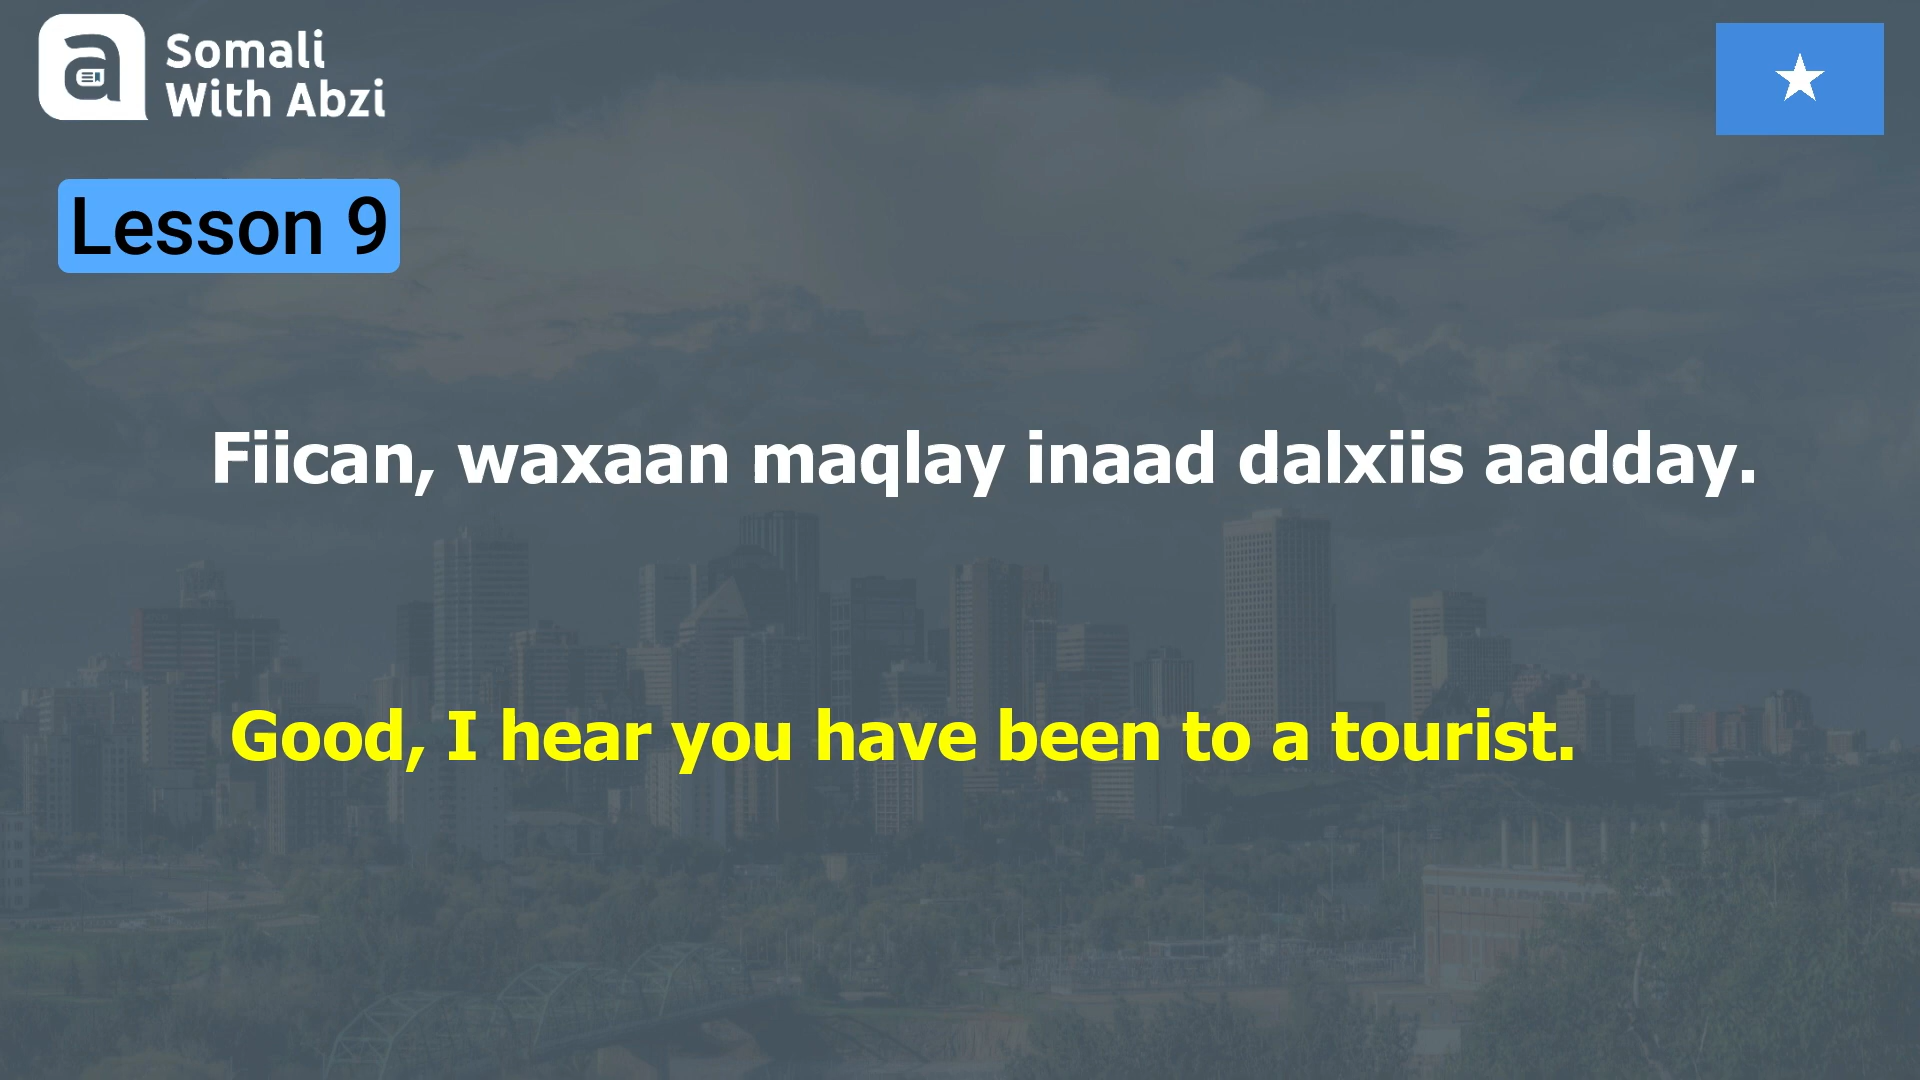 a
Somali
With Abzi
Lesson 9
Fiican, waxaan maqlay inaad dalxiis aadday.
Good, I hear you have been to a tourist.